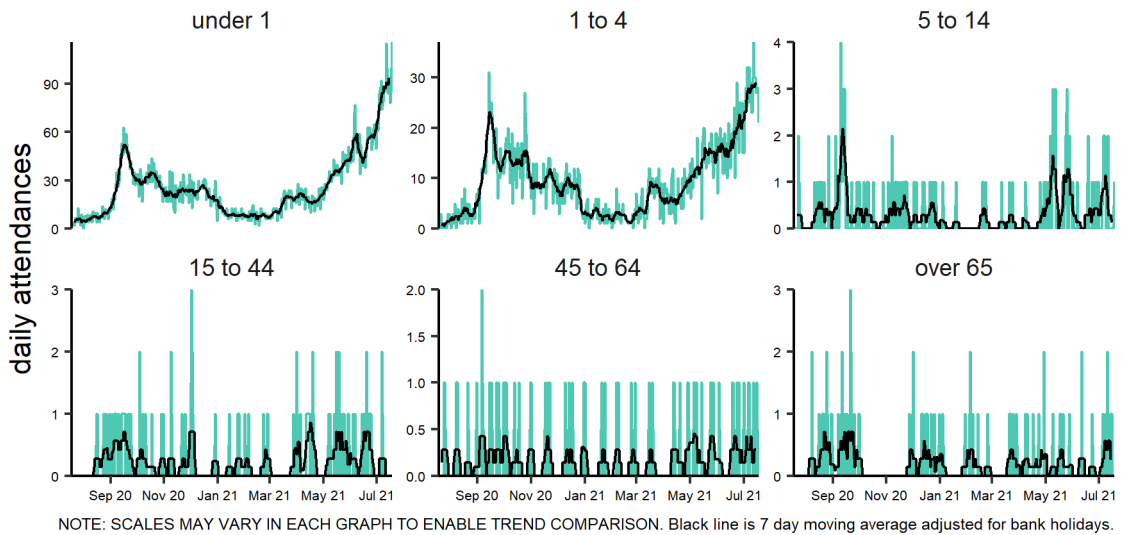 under 1
1 to 4
5 to 14
90
60
30
0
30
20
10
0
4
3
2
1
0
daily attendances
15 to 44
45 to 64
over 65
3
2
1
0
2.0
1.5
1.0
0.5
0.0
3
2
1
0
Sep 20 Nov 20 Jan 21 Mar 21 May 21 Jul 21
Sep 20 Nov 20 Jan 21 Mar 21 May 21 Jul 21
Sep 20 Nov 20 Jan 21 Mar 21 May 21 Jul 21
NOTE: SCALES MAY VARY IN EACH GRAPH TO ENABLE TREND COMPARISON. Black line is 7 day moving average adjusted for bank holidays.